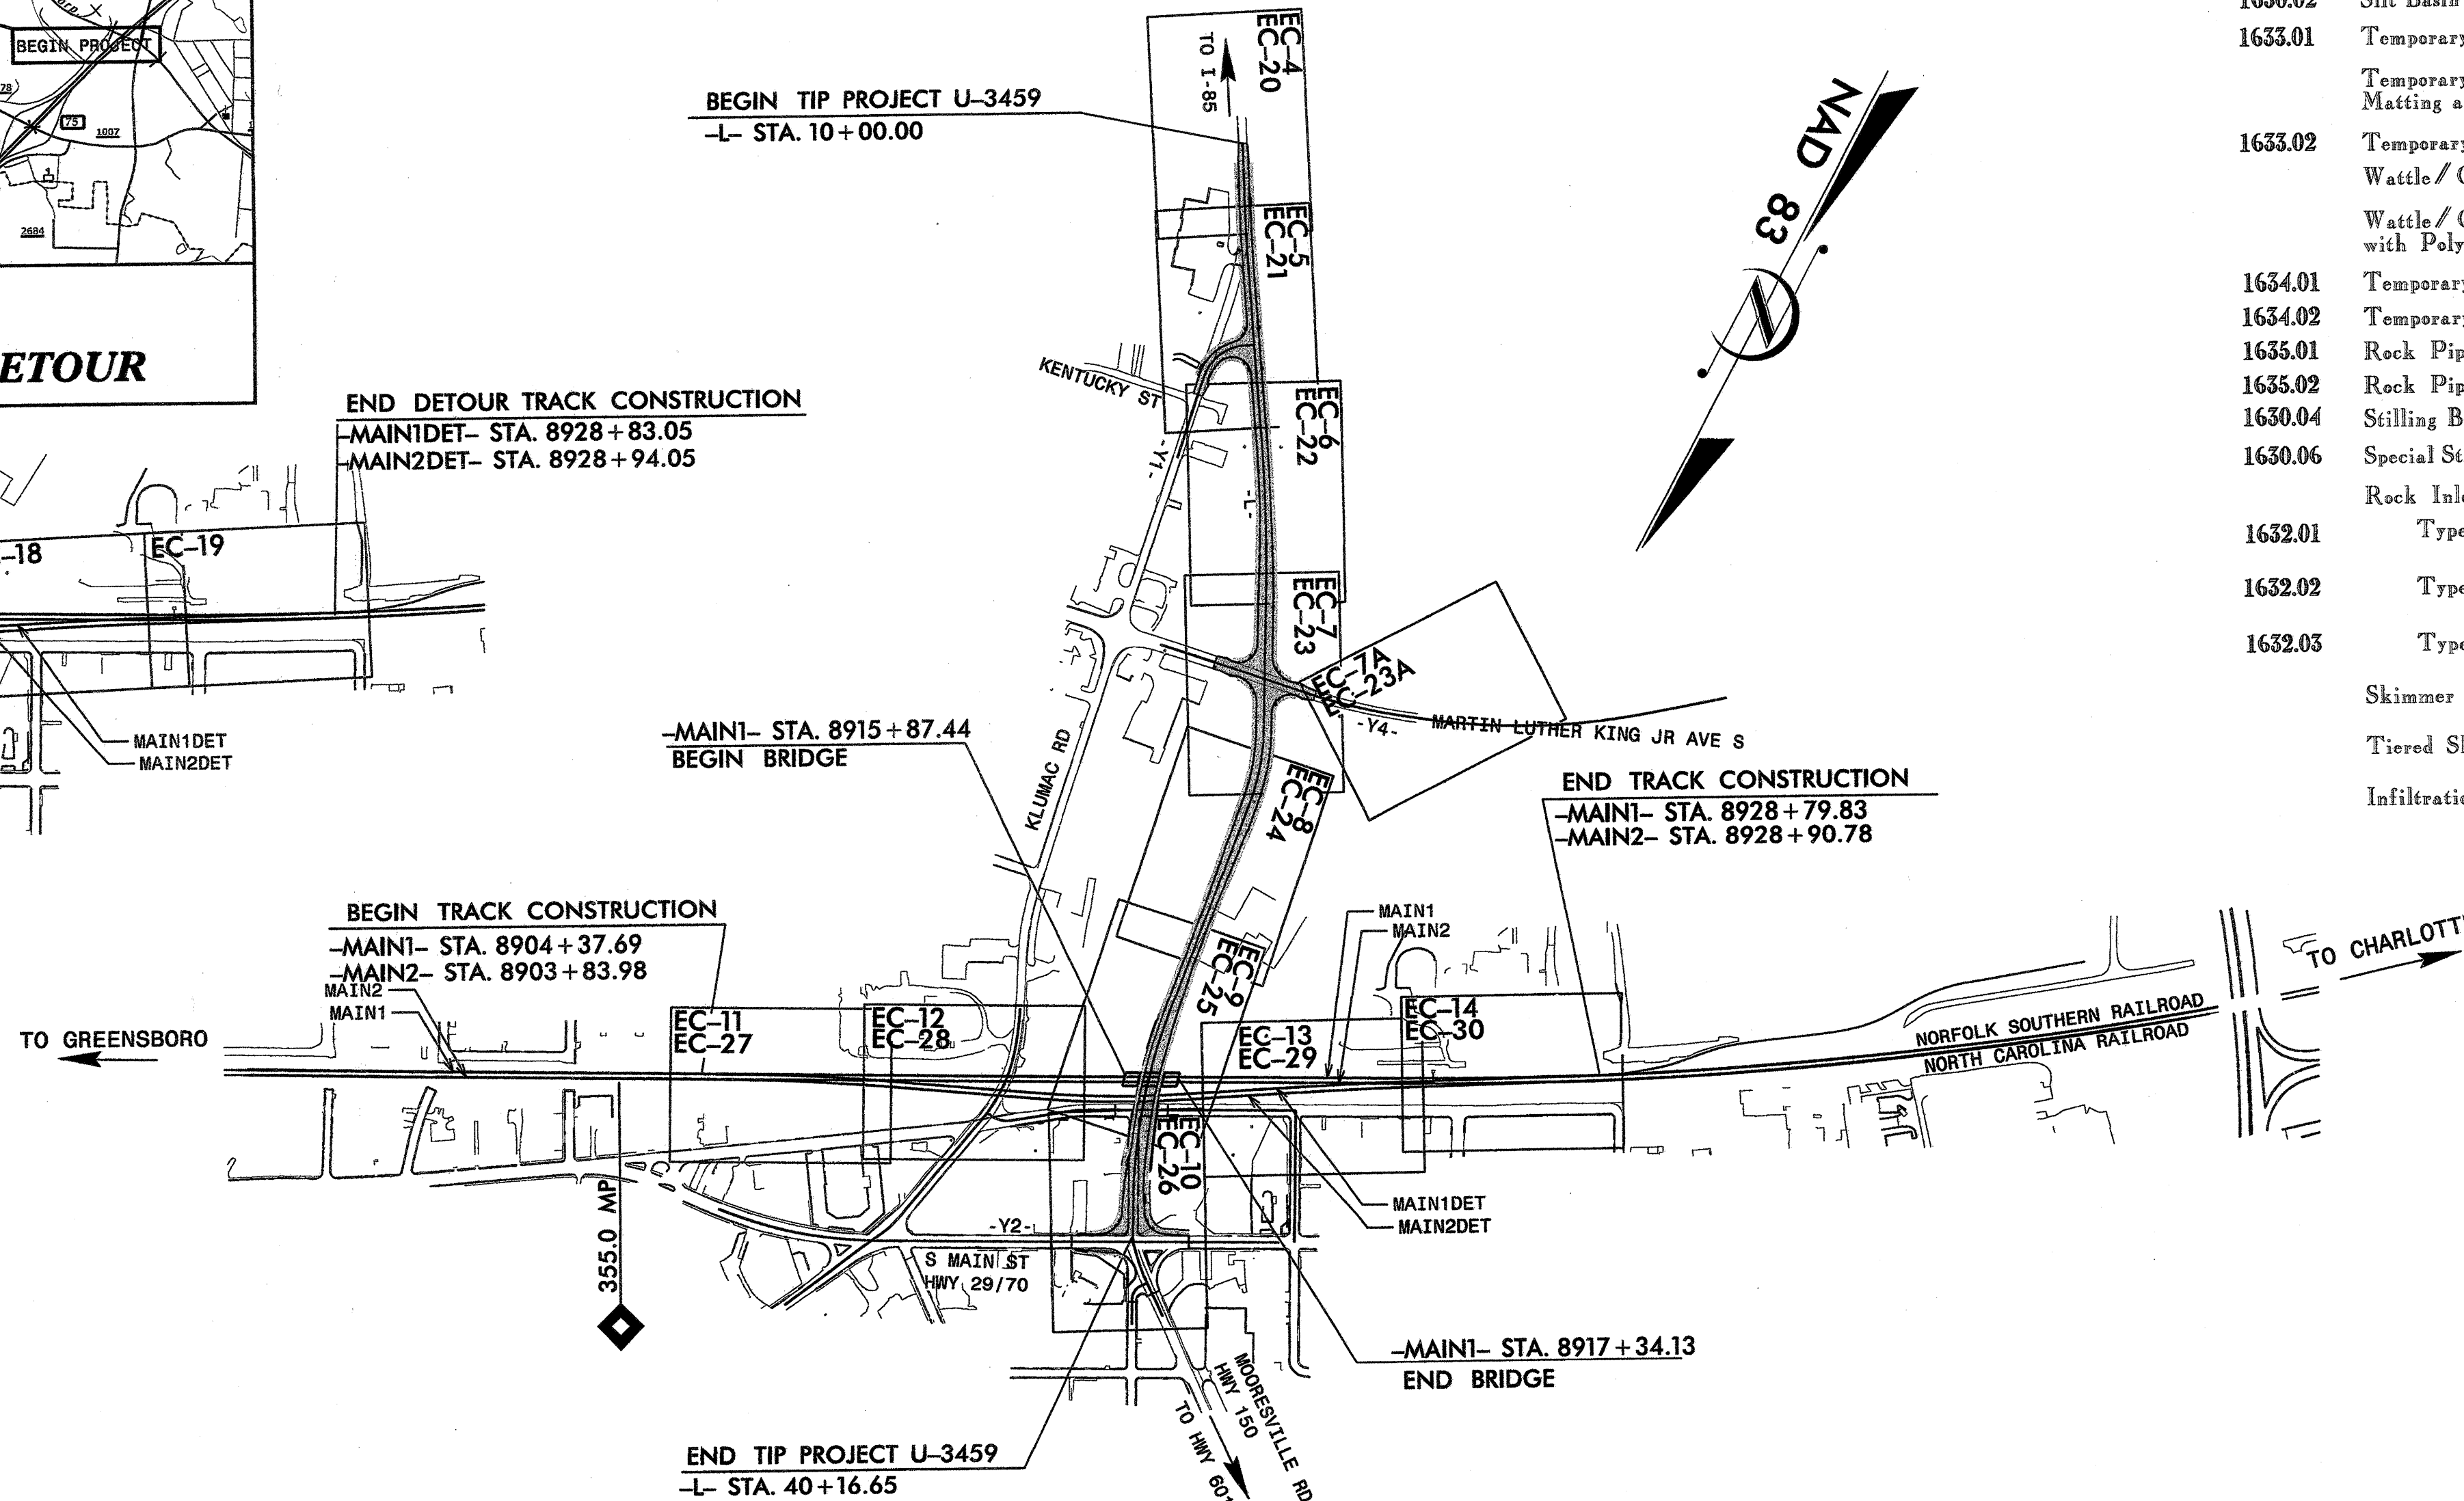 BEGIN PROJECT
78
75
1007
2684
ETOUR
BEGIN TIP PROJECT U–3459
–L– STA. 10+00.00
TO I-85
EC–4
EC–20
EC–5
EC–21
EC–6
EC–22
EC–7
EC–23
EC–7A
EC–23A
EC–8
EC–24
EC–9
EC–25
EC–10
EC–26
NAD 83
KENTUCKY ST
-Y1-
-L-
-Y4-
MARTIN LUTHER KING JR AVE S
KLUMAC RD
END DETOUR TRACK CONSTRUCTION
–MAIN1DET– STA. 8928+83.05
–MAIN2DET– STA. 8928+94.05
–18
EC–19
MAIN1DET
MAIN2DET
–MAIN1– STA. 8915+87.44
BEGIN BRIDGE
END TRACK CONSTRUCTION
–MAIN1– STA. 8928+79.83
–MAIN2– STA. 8928+90.78
BEGIN TRACK CONSTRUCTION
–MAIN1– STA. 8904+37.69
–MAIN2– STA. 8903+83.98
MAIN2
MAIN1
TO GREENSBORO
EC–11
EC–27
EC–12
EC–28
EC–13
EC–29
EC–14
EC–30
MAIN1
MAIN2
TO CHARLOTT
NORFOLK SOUTHERN RAILROAD
NORTH CAROLINA RAILROAD
355.0 MP
-Y2-
S MAIN ST
HWY 29/70
MAIN1DET
MAIN2DET
–MAIN1– STA. 8917+34.13
END BRIDGE
MOORESVILLE RD
HWY 150
TO HWY 601
END TIP PROJECT U–3459
–L– STA. 40+16.65
1630.02 Silt Basin
1633.01 Temporary
Temporary
Matting a
1633.02 Temporary
Wattle/
Wattle/
with Poly
1634.01 Temporary
1634.02 Temporary
1635.01 Rock Pip
1635.02 Rock Pip
1630.04 Stilling B
1630.06 Special St
Rock Inl
1632.01 Type
1632.02 Type
1632.03 Type
Skimmer
Tiered S
Infiltratio